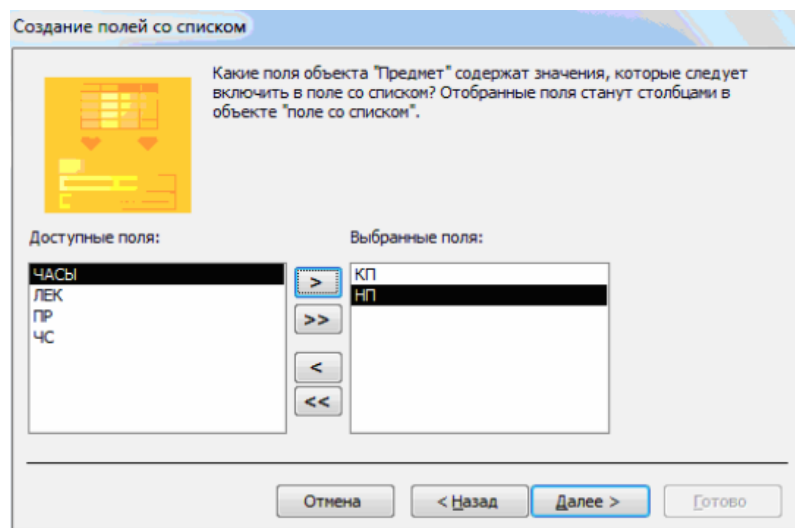 Создание полей со списком
Какие поля объекта "Предмет" содержат значения, которые следует
включить в поле со списком? Отобранные поля станут столбцами в
объекте "поле со списком".
Доступные поля:
Выбранные поля:
ЧАСЫ
ЛЕК
ПР
ЧС
>
>>
<
<<
КП
НП
Отмена
< Назад
Далее >
Готово